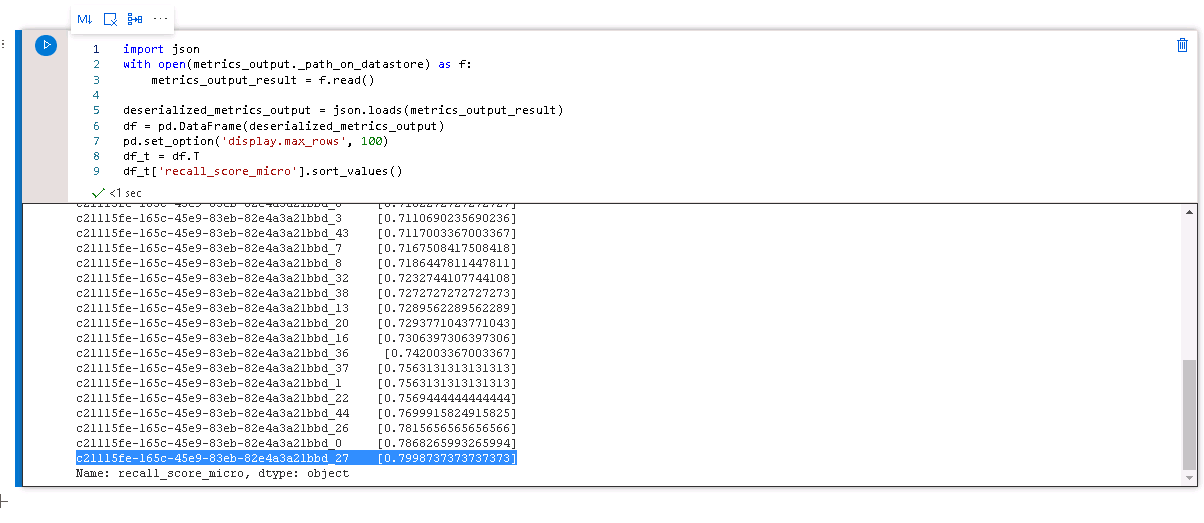 M↓
1 import json
2 with open(metrics_output._path_on_datastore) as f:
3 metrics_output_result = f.read()
4
5 deserialized_metrics_output = json.loads(metrics_output_result)
6 df = pd.DataFrame(deserialized_metrics_output)
7 pd.set_option('display.max_rows', 100)
8 df_t = df.T
9 df_t['recall_score_micro'].sort_values()
<1 sec
c21115fe-165c-45e9-83eb-82e4a3a21bbd_3 [0.7110690235690236]
c21115fe-165c-45e9-83eb-82e4a3a21bbd_43 [0.7117003367003367]
c21115fe-165c-45e9-83eb-82e4a3a21bbd_7 [0.7167508417508418]
c21115fe-165c-45e9-83eb-82e4a3a21bbd_8 [0.7186447811447811]
c21115fe-165c-45e9-83eb-82e4a3a21bbd_32 [0.7232744107744108]
c21115fe-165c-45e9-83eb-82e4a3a21bbd_38 [0.7272727272727273]
c21115fe-165c-45e9-83eb-82e4a3a21bbd_13 [0.7289562289562289]
c21115fe-165c-45e9-83eb-82e4a3a21bbd_20 [0.7293771043771043]
c21115fe-165c-45e9-83eb-82e4a3a21bbd_16 [0.7306397306397306]
c21115fe-165c-45e9-83eb-82e4a3a21bbd_36 [0.742003367003367]
c21115fe-165c-45e9-83eb-82e4a3a21bbd_37 [0.7563131313131313]
c21115fe-165c-45e9-83eb-82e4a3a21bbd_1 [0.7563131313131313]
c21115fe-165c-45e9-83eb-82e4a3a21bbd_22 [0.7569444444444444]
c21115fe-165c-45e9-83eb-82e4a3a21bbd_44 [0.7699915824915825]
c21115fe-165c-45e9-83eb-82e4a3a21bbd_26 [0.7815656565656566]
c21115fe-165c-45e9-83eb-82e4a3a21bbd_0 [0.7868265993265994]
c21115fe-165c-45e9-83eb-82e4a3a21bbd_27 [0.7998737373737373]
Name: recall_score_micro, dtype: object